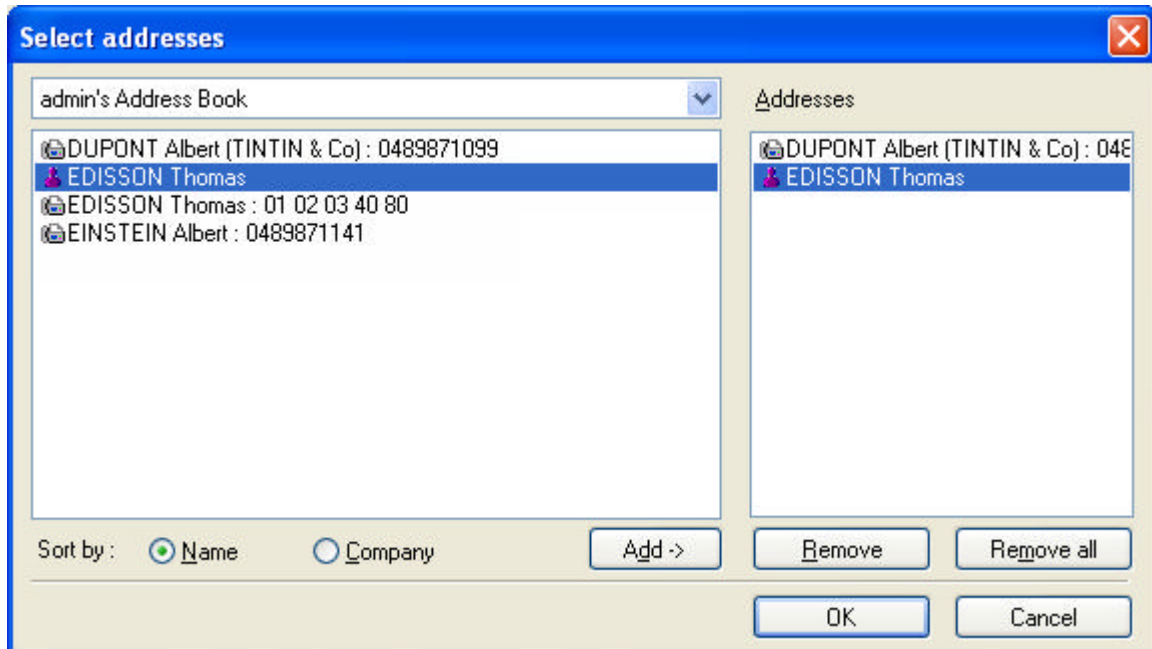 Select addresses
admin's Address Book
Addresses
DUPONT Albert (TINTIN & Co) : 0489871099
EDISSON Thomas
EDISSON Thomas : 01 02 03 40 80
EINSTEIN Albert : 0489871141
DUPONT Albert (TINTIN & Co) : 048
EDISSON Thomas
Sort by : Name Company Add -> Remove Remove all
OK Cancel